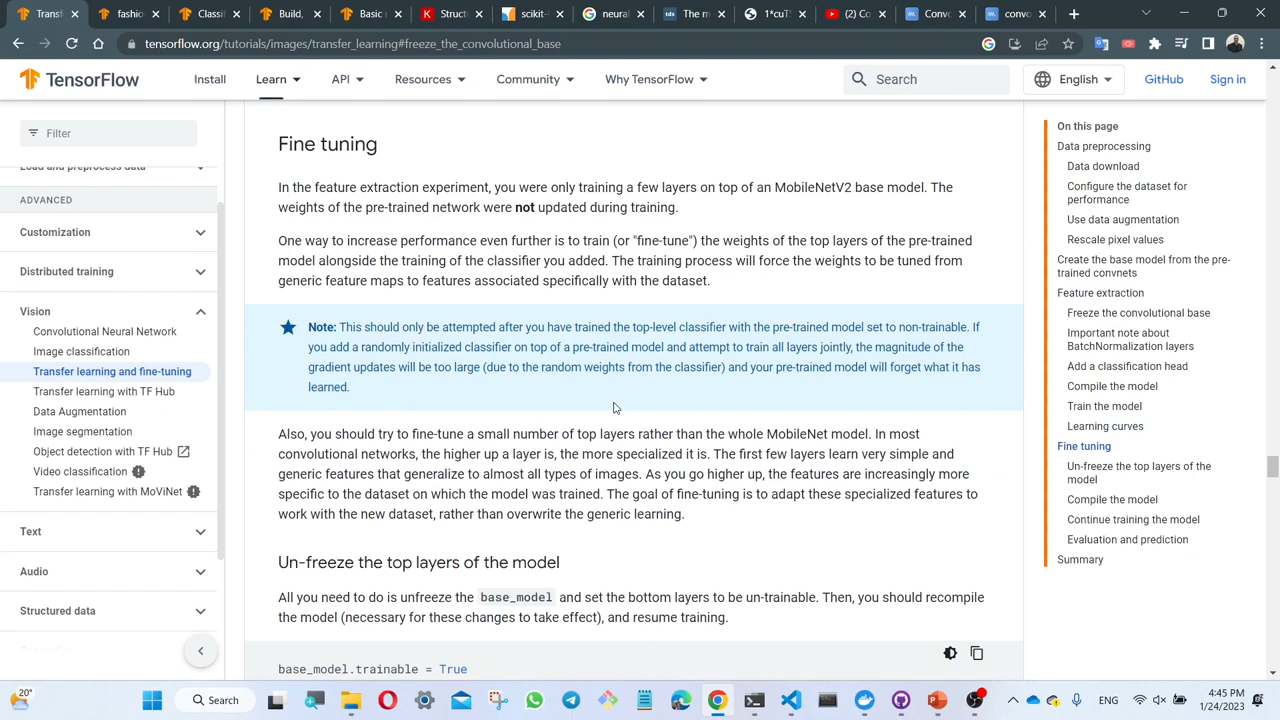 Trans
fashio
Classif
Build,
Basic r
Struct
scikit-l
neural
The m
1*cuT
(2) Co
Conv
convo
tensorflow.org/tutorials/images/transfer_learning#freeze_the_convolutional_base
TensorFlow
Install
Learn
API
Resources
Community
Why TensorFlow
Search
English
GitHub
Sign in
Filter
Load and preprocess data
ADVANCED
Customization
Distributed training
Vision
Convolutional Neural Network
Image classification
Transfer learning and fine-tuning
Transfer learning with TF Hub
Data Augmentation
Image segmentation
Object detection with TF Hub
Video classification
Transfer learning with MoViNet
Text
Audio
Structured data
Fine tuning
In the feature extraction experiment, you were only training a few layers on top of an MobileNetV2 base model. The
weights of the pre-trained network were not updated during training.
One way to increase performance even further is to train (or "fine-tune") the weights of the top layers of the pre-trained
model alongside the training of the classifier you added. The training process will force the weights to be tuned from
generic feature maps to features associated specifically with the dataset.
Note: This should only be attempted after you have trained the top-level classifier with the pre-trained model set to non-trainable. If
you add a randomly initialized classifier on top of a pre-trained model and attempt to train all layers jointly, the magnitude of the
gradient updates will be too large (due to the random weights from the classifier) and your pre-trained model will forget what it has
learned.
Also, you should try to fine-tune a small number of top layers rather than the whole MobileNet model. In most
convolutional networks, the higher up a layer is, the more specialized it is. The first few layers learn very simple and
generic features that generalize to almost all types of images. As you go higher up, the features are increasingly more
specific to the dataset on which the model was trained. The goal of fine-tuning is to adapt these specialized features to
work with the new dataset, rather than overwrite the generic learning.
Un-freeze the top layers of the model
All you need to do is unfreeze the base_model and set the bottom layers to be un-trainable. Then, you should recompile
the model (necessary for these changes to take effect), and resume training.
base_model.trainable = True
On this page
Data preprocessing
Data download
Configure the dataset for
performance
Use data augmentation
Rescale pixel values
Create the base model from the pre-
trained convnets
Feature extraction
Freeze the convolutional base
Important note about
BatchNormalization layers
Add a classification head
Compile the model
Train the model
Learning curves
Fine tuning
Un-freeze the top layers of the
model
Compile the model
Continue training the model
Evaluation and prediction
Summary
20°
Search
ENG
4:45 PM
1/24/2023